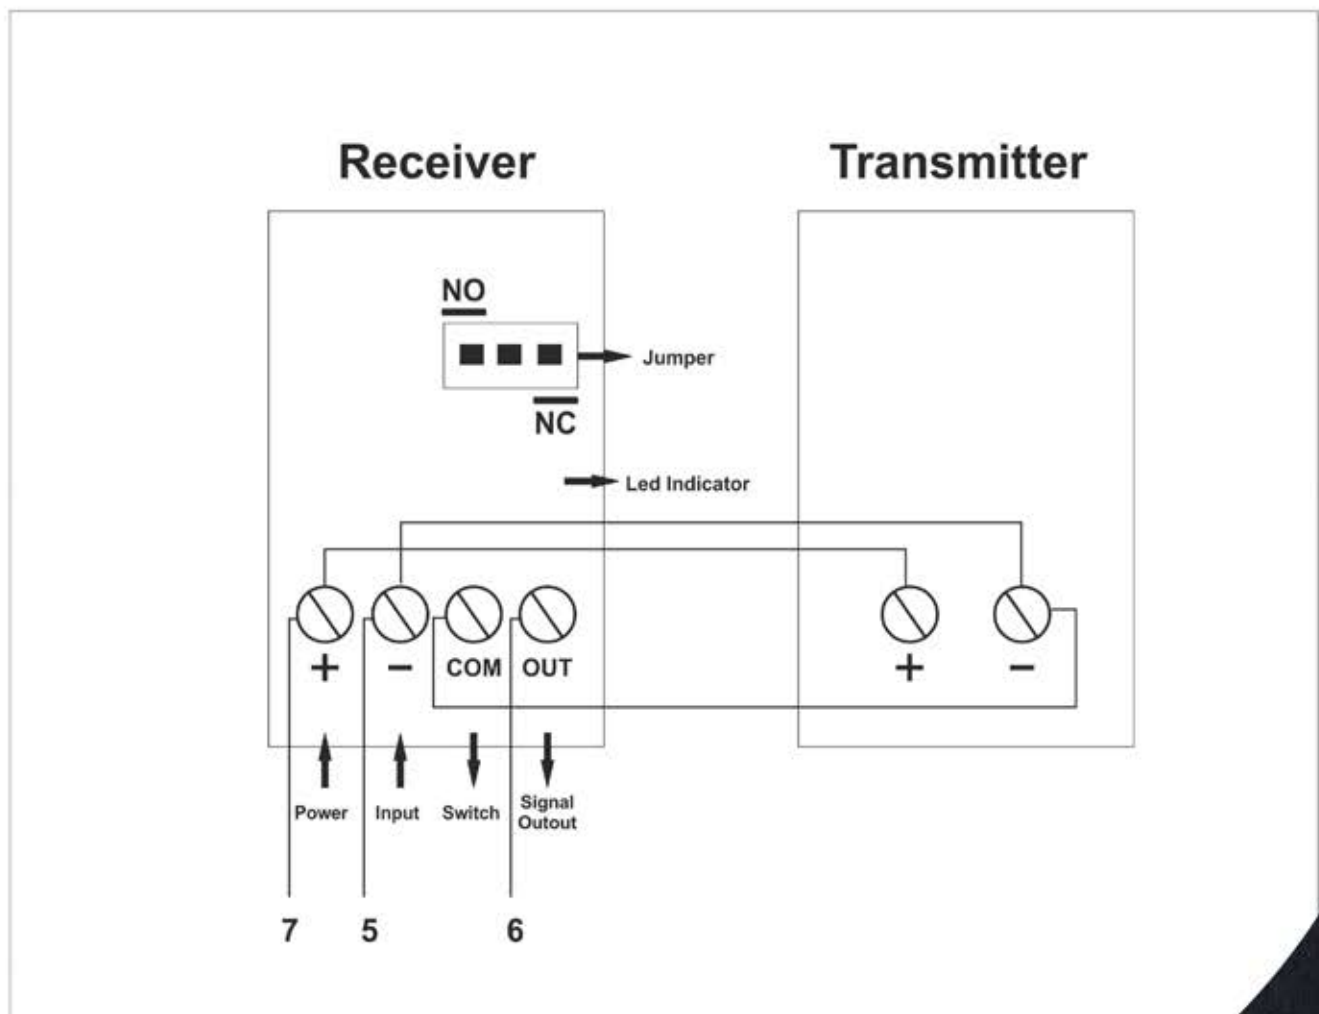 Receiver
Transmitter
NO
Jumper
NC
Led Indicator
+ − COM OUT
+ −
Power Input Switch Signal
Outout
7 5 6